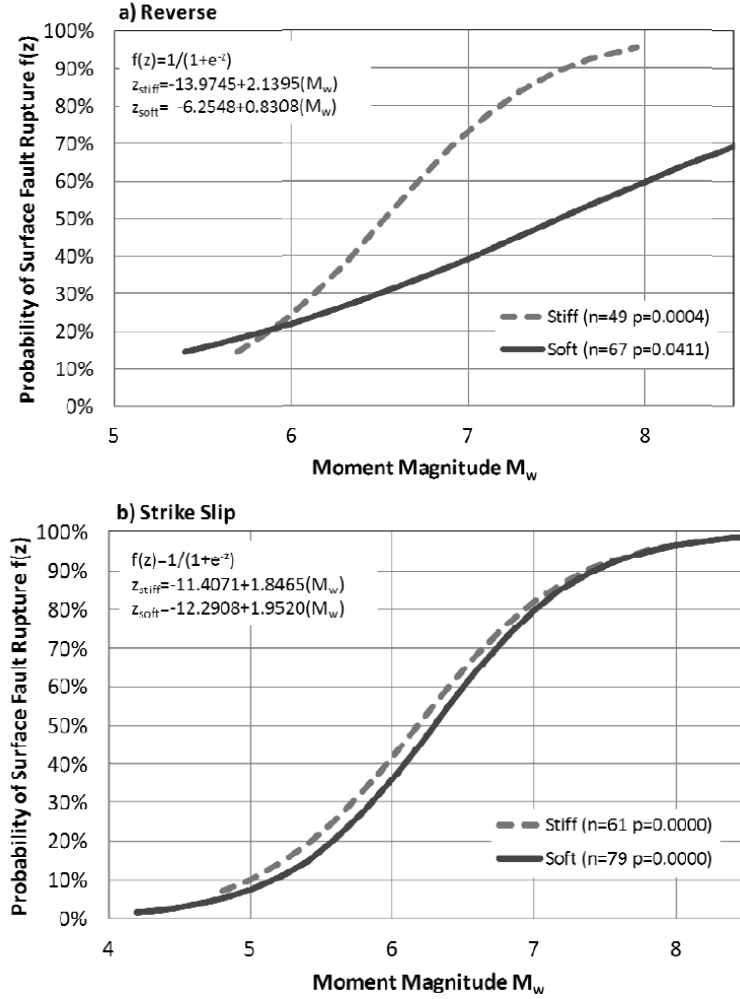 a) Reverse
f(z)=1/(1+e⁻ᶻ)
z_stiff=-13.9745+2.1395(M_w)
z_soft= -6.2548+0.8308(M_w)
Probability of Surface Fault Rupture f(z)
100%
90%
80%
70%
60%
50%
40%
30%
20%
10%
0%
Stiff (n=49 p=0.0004)
Soft (n=67 p=0.0411)
5 6 7 8
Moment Magnitude M_w
b) Strike Slip
f(z)=1/(1+e⁻ᶻ)
z_stiff=-11.4071+1.8465(M_w)
z_soft=-12.2908+1.9520(M_w)
Probability of Surface Fault Rupture f(z)
100%
90%
80%
70%
60%
50%
40%
30%
20%
10%
0%
Stiff (n=61 p=0.0000)
Soft (n=79 p=0.0000)
4 5 6 7 8
Moment Magnitude M_w